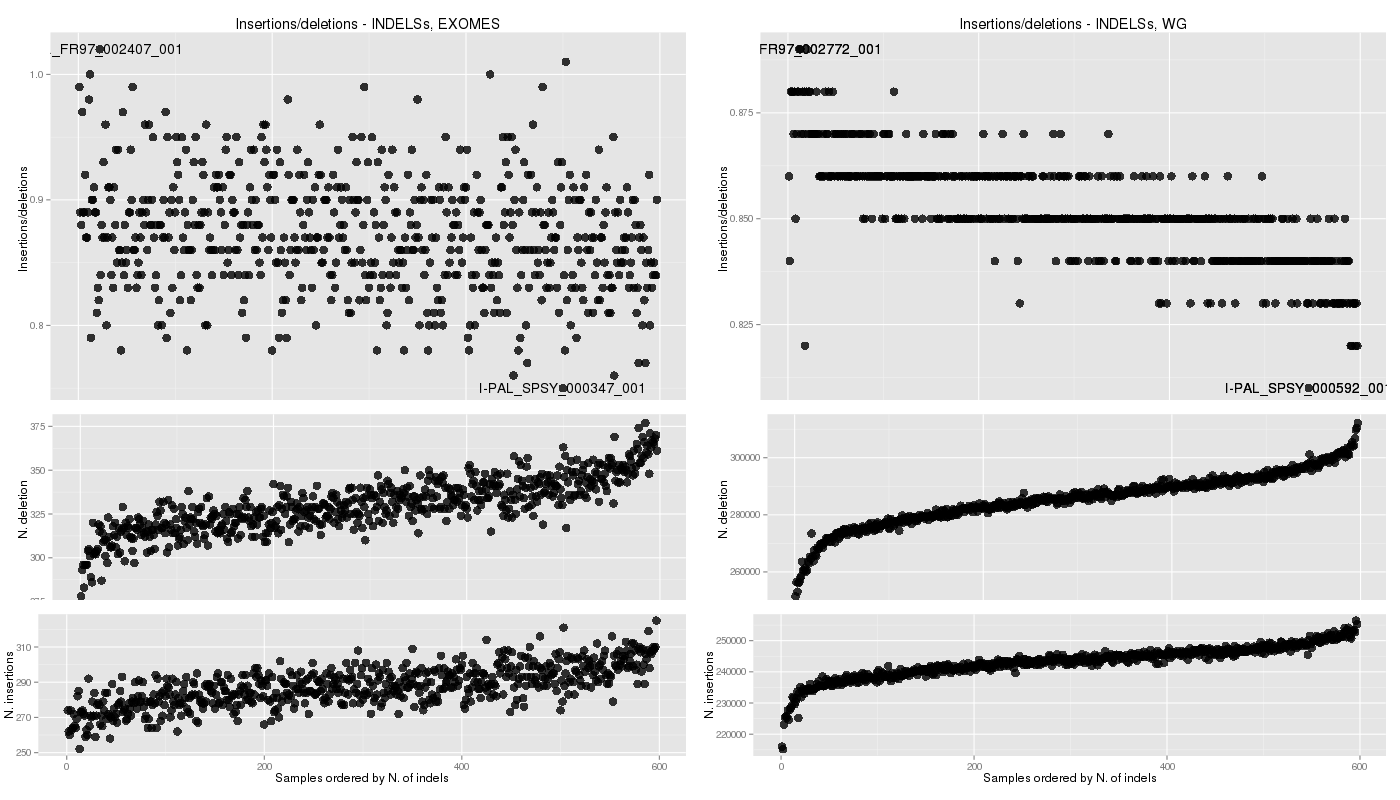 Insertions/deletions - INDELSs, EXOMES
_FR97_002407_001
1.0
0.9
0.8
Insertions/deletions
I-PAL_SPSY_000347_001
375
350
325
300
N. deletion
310
290
270
250
N. insertions
0 200 400 600
Samples ordered by N. of indels
Insertions/deletions - INDELSs, WG
FR97_002772_001
0.875
0.850
0.825
Insertions/deletions
I-PAL_SPSY_000592_001
300000
280000
260000
N. deletion
250000
240000
230000
220000
N. insertions
0 200 400 600
Samples ordered by N. of indels